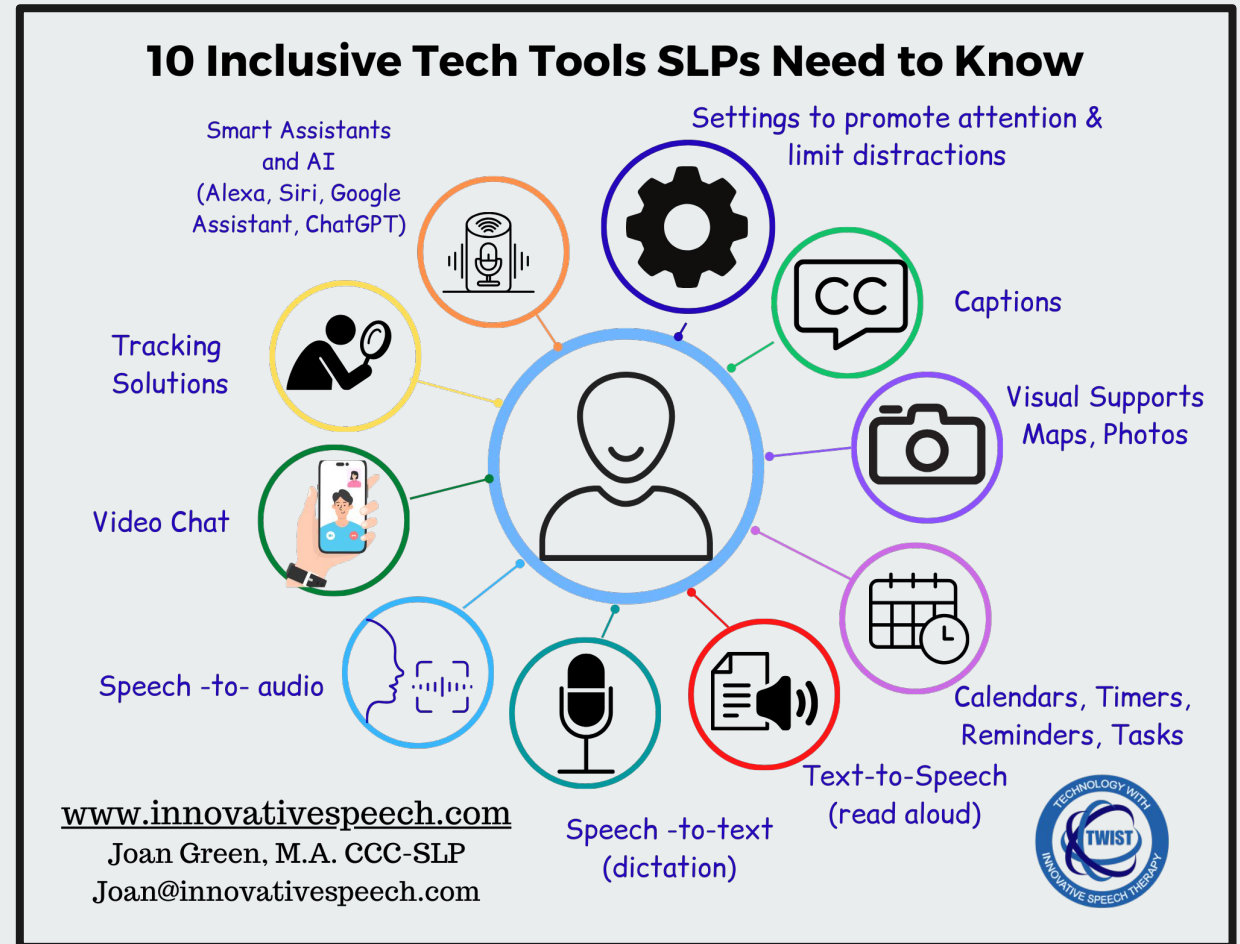 10 Inclusive Tech Tools SLPs Need to Know
Smart Assistants
and AI
(Alexa, Siri, Google
Assistant, ChatGPT)
Settings to promote attention &
limit distractions
CC
Captions
Visual Supports
Maps, Photos
Calendars, Timers,
Reminders, Tasks
Text-to-Speech
(read aloud)
Speech -to-text
(dictation)
Speech -to- audio
Video Chat
Tracking
Solutions
www.innovativespeech.com
Joan Green, M.A. CCC-SLP
Joan@innovativespeech.com
TECHNOLOGY WITH
TWIST
INNOVATIVE SPEECH THERAPY